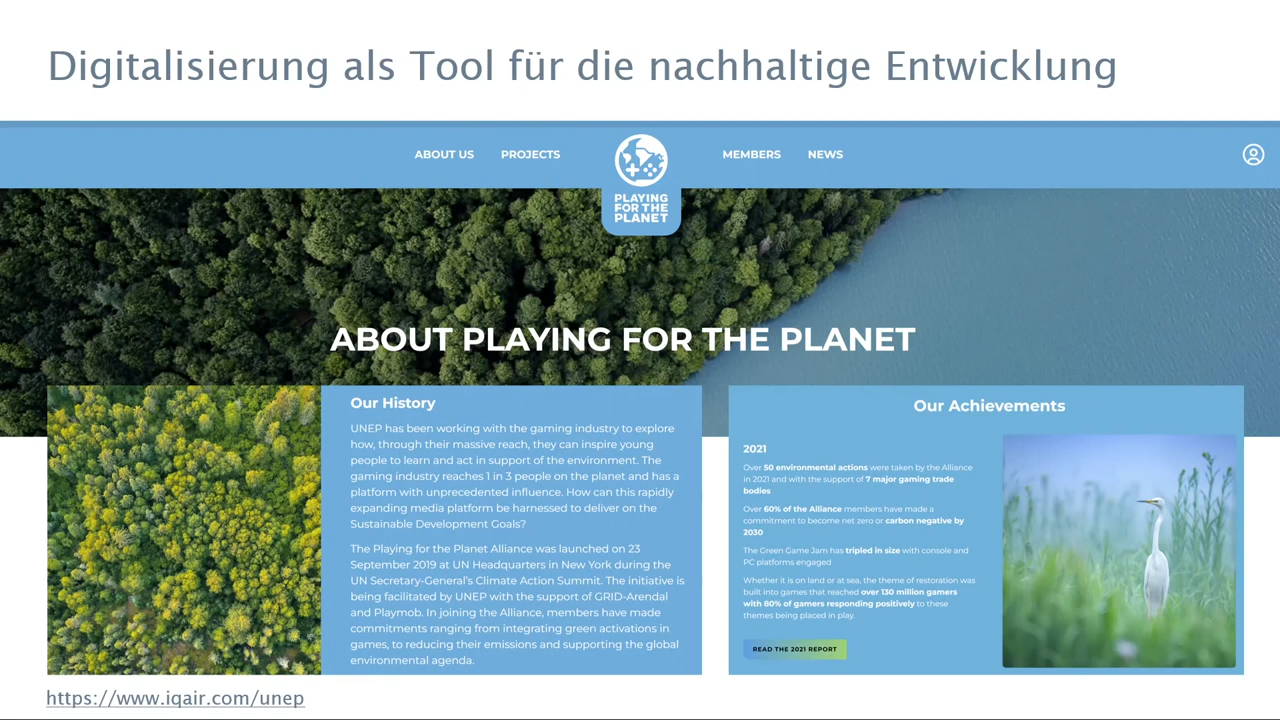 Digitalisierung als Tool für die nachhaltige Entwicklung
ABOUT US PROJECTS MEMBERS NEWS
PLAYING
FOR THE
PLANET
ABOUT PLAYING FOR THE PLANET
Our History
UNEP has been working with the gaming industry to explore
how, through their massive reach, they can inspire young
people to learn and act in support of the environment. The
gaming industry reaches 1 in 3 people on the planet and has a
platform with unprecedented influence. How can this rapidly
expanding media platform be harnessed to deliver on the
Sustainable Development Goals?
The Playing for the Planet Alliance was launched on 23
September 2019 at UN Headquarters in New York during the
UN Secretary-General's Climate Action Summit. The initiative is
being facilitated by UNEP with the support of GRID-Arendal
and Playmob. In joining the Alliance, members have made
commitments ranging from integrating green activations in
games, to reducing their emissions and supporting the global
environmental agenda.
Our Achievements
2021
Over 50 environmental actions were taken by the Alliance
in 2021 and with the support of 7 major gaming trade
bodies
Over 60% of the Alliance members have made a
commitment to become net zero or carbon negative by
2030
The Green Game Jam has tripled in size with console and
PC platforms engaged
Whether it is on land or at sea, the theme of restoration was
built into games that reached over 130 million gamers
with 80% of gamers responding positively to these
themes being placed in play.
READ THE 2021 REPORT
https://www.iqair.com/unep